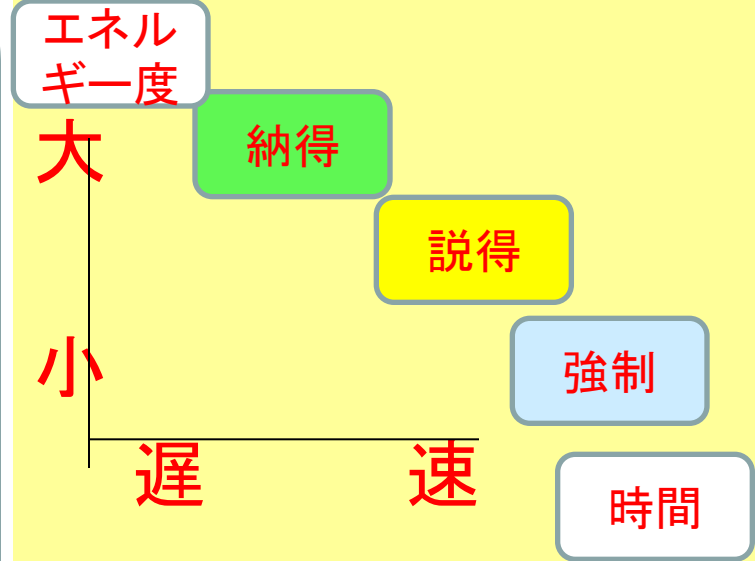 エネル
ギー度
大
納得
説得
小
強制
遅
速
時間